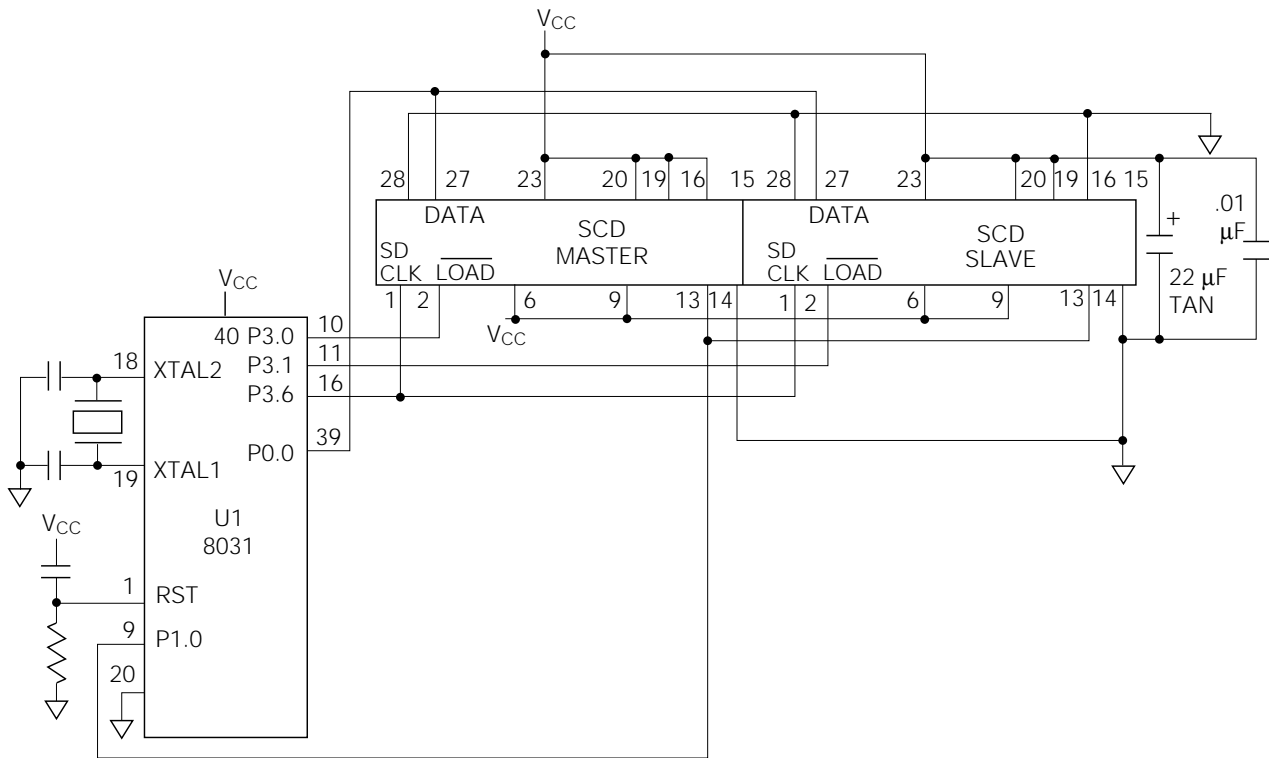 VCC
28 27 23 20 19 16 15 28 27 23 20 19 16 15
DATA
SCD
MASTER
SD
CLK
LOAD
DATA
SCD
SLAVE
SD
CLK
LOAD
+
22 µF
TAN
.01
µF
1 2 6 9 13 14 1 2 6 9 13 14
VCC
VCC
40 P3.0 10
P3.1 11
P3.6 16
P0.0 39
18 XTAL2
19 XTAL1
U1
8031
VCC
1 RST
9 P1.0
20